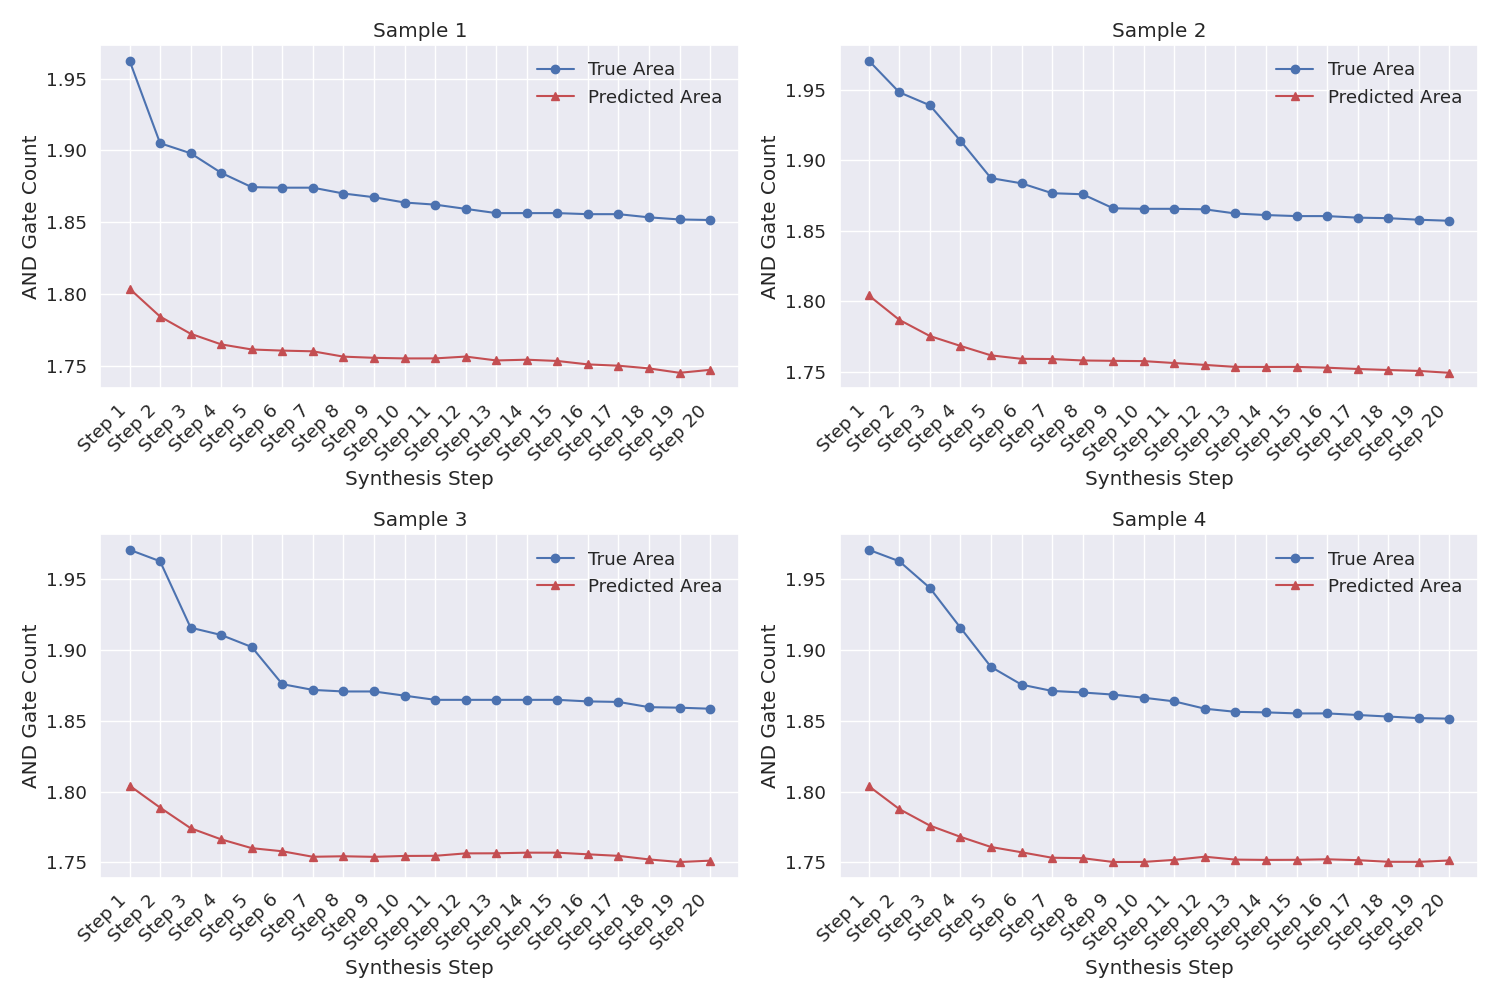 Sample 1
True Area
Predicted Area
AND Gate Count
1.95
1.90
1.85
1.80
1.75
Step 1
Step 2
Step 3
Step 4
Step 5
Step 6
Step 7
Step 8
Step 9
Step 10
Step 11
Step 12
Step 13
Step 14
Step 15
Step 16
Step 17
Step 18
Step 19
Step 20
Synthesis Step
Sample 2
True Area
Predicted Area
AND Gate Count
1.95
1.90
1.85
1.80
1.75
Step 1
Step 2
Step 3
Step 4
Step 5
Step 6
Step 7
Step 8
Step 9
Step 10
Step 11
Step 12
Step 13
Step 14
Step 15
Step 16
Step 17
Step 18
Step 19
Step 20
Synthesis Step
Sample 3
True Area
Predicted Area
AND Gate Count
1.95
1.90
1.85
1.80
1.75
Step 1
Step 2
Step 3
Step 4
Step 5
Step 6
Step 7
Step 8
Step 9
Step 10
Step 11
Step 12
Step 13
Step 14
Step 15
Step 16
Step 17
Step 18
Step 19
Step 20
Synthesis Step
Sample 4
True Area
Predicted Area
AND Gate Count
1.95
1.90
1.85
1.80
1.75
Step 1
Step 2
Step 3
Step 4
Step 5
Step 6
Step 7
Step 8
Step 9
Step 10
Step 11
Step 12
Step 13
Step 14
Step 15
Step 16
Step 17
Step 18
Step 19
Step 20
Synthesis Step